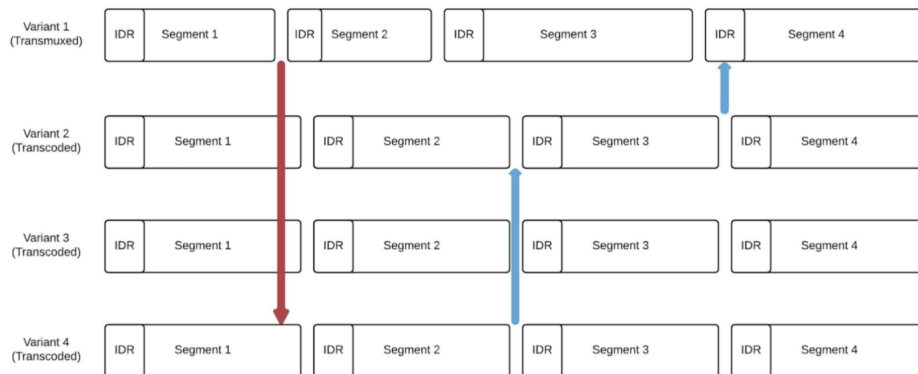 Variant 1
(Transmuxed)
IDR Segment 1 IDR Segment 2 IDR Segment 3 IDR Segment 4
Variant 2
(Transcoded)
IDR Segment 1 IDR Segment 2 IDR Segment 3 IDR Segment 4
Variant 3
(Transcoded)
IDR Segment 1 IDR Segment 2 IDR Segment 3 IDR Segment 4
Variant 4
(Transcoded)
IDR Segment 1 IDR Segment 2 IDR Segment 3 IDR Segment 4